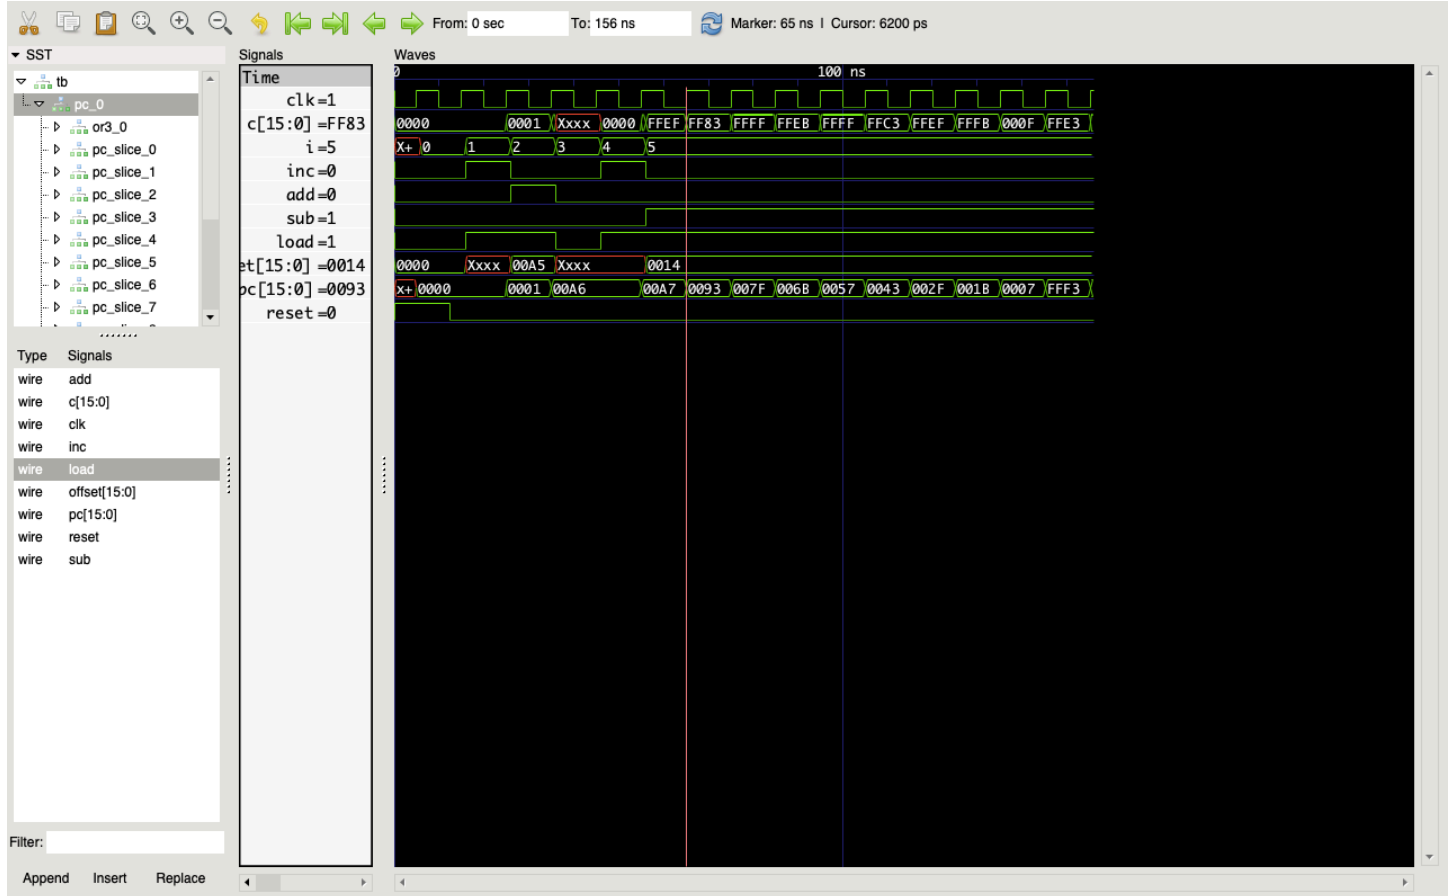 From: 0 sec To: 156 ns Marker: 65 ns | Cursor: 6200 ps
SST
tb
pc_0
or3_0
pc_slice_0
pc_slice_1
pc_slice_2
pc_slice_3
pc_slice_4
pc_slice_5
pc_slice_6
pc_slice_7
Type Signals
wire add
wire c[15:0]
wire clk
wire inc
wire load
wire offset[15:0]
wire pc[15:0]
wire reset
wire sub
Filter:
Append Insert Replace
Signals
Time
clk=1
c[15:0] =FF83
i=5
inc=0
add=0
sub=1
load=1
et[15:0] =0014
pc[15:0] =0093
reset=0
Waves
0 100 ns
0000 0001 Xxxx 0000 FFEF FF83 FFFF FFEB FFFF FFC3 FFEF FFFB 000F FFE3
X+ 0 1 2 3 4 5
0000 Xxxx 00A5 Xxxx 0014
x+ 0000 0001 00A6 00A7 0093 007F 006B 0057 0043 002F 001B 0007 FFF3